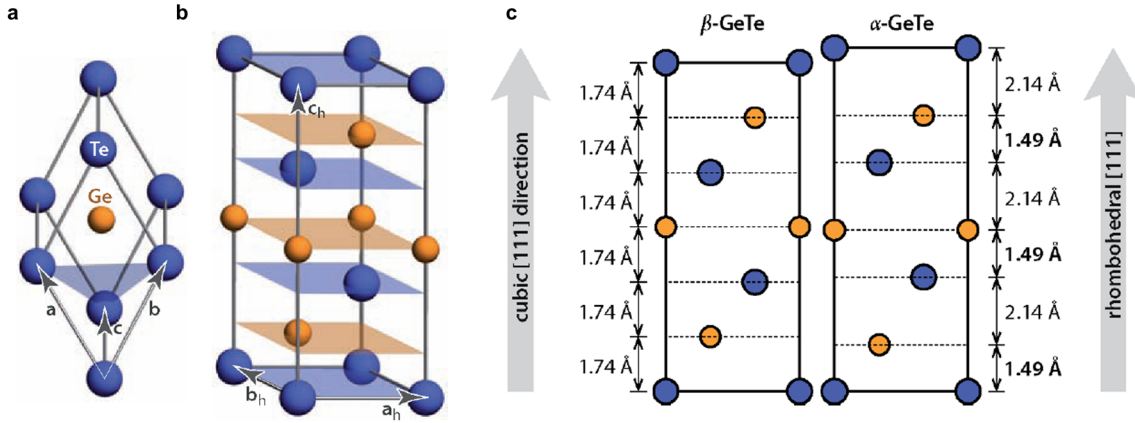 a
b
c
Te
Ge
a
b
c
c_h
b_h
a_h
cubic [111] direction
β-GeTe
α-GeTe
1.74 Å
1.74 Å
1.74 Å
1.74 Å
1.74 Å
1.74 Å
2.14 Å
1.49 Å
2.14 Å
1.49 Å
2.14 Å
1.49 Å
rhombohedral [111]